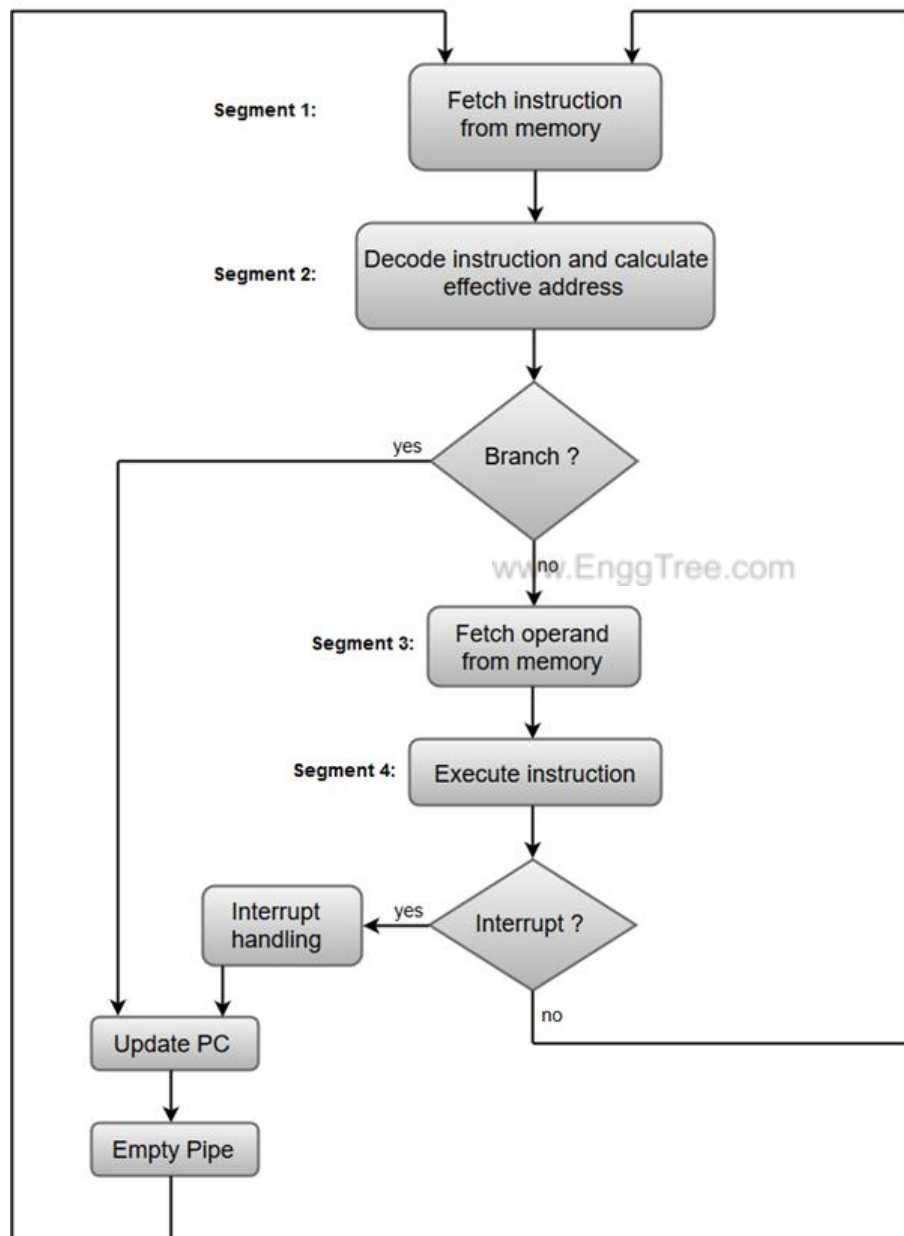 Segment 1:
Fetch instruction
from memory
Segment 2:
Decode instruction and calculate
effective address
Branch ?
yes
no
www.EnggTree.com
Segment 3:
Fetch operand
from memory
Segment 4:
Execute instruction
Interrupt ?
yes
Interrupt
handling
no
Update PC
Empty Pipe